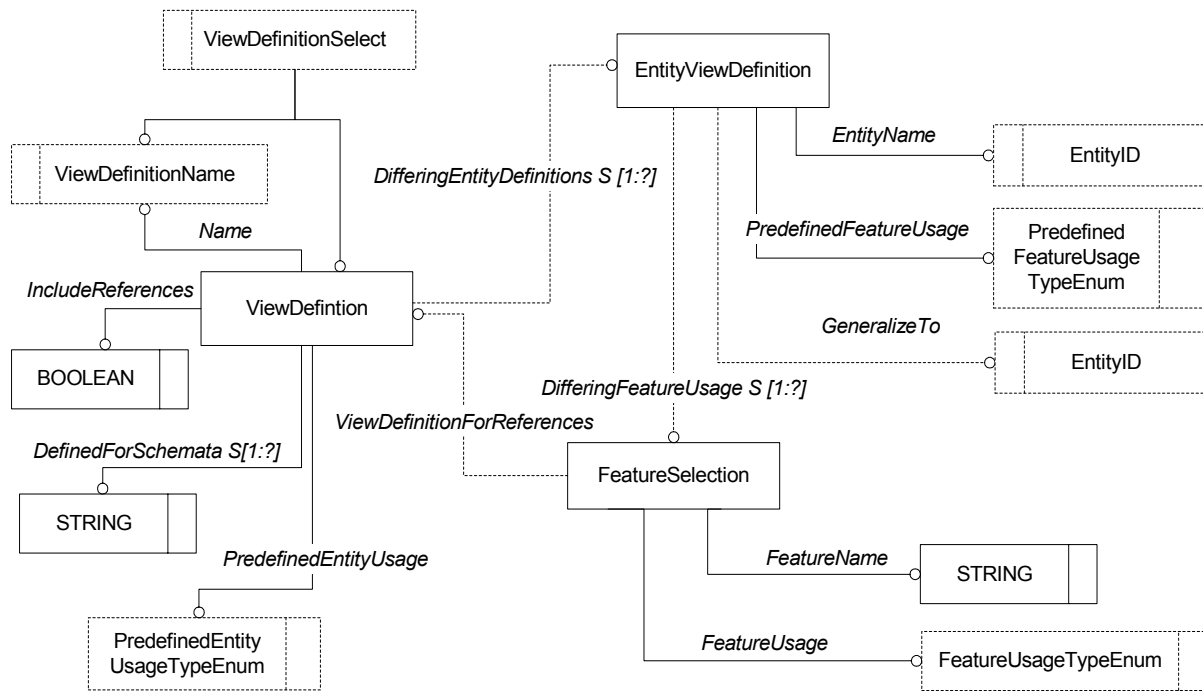 ViewDefinitionSelect
EntityViewDefinition
EntityName
EntityID
ViewDefinitionName
DifferingEntityDefinitions S [1:?]
Name
PredefinedFeatureUsage
Predefined
FeatureUsage
TypeEnum
IncludeReferences
ViewDefintion
GeneralizeTo
EntityID
BOOLEAN
DifferingFeatureUsage S [1:?]
ViewDefinitionForReferences
DefinedForSchemata S[1:?]
FeatureSelection
STRING
PredefinedEntityUsage
FeatureName
STRING
PredefinedEntity
UsageTypeEnum
FeatureUsage
FeatureUsageTypeEnum